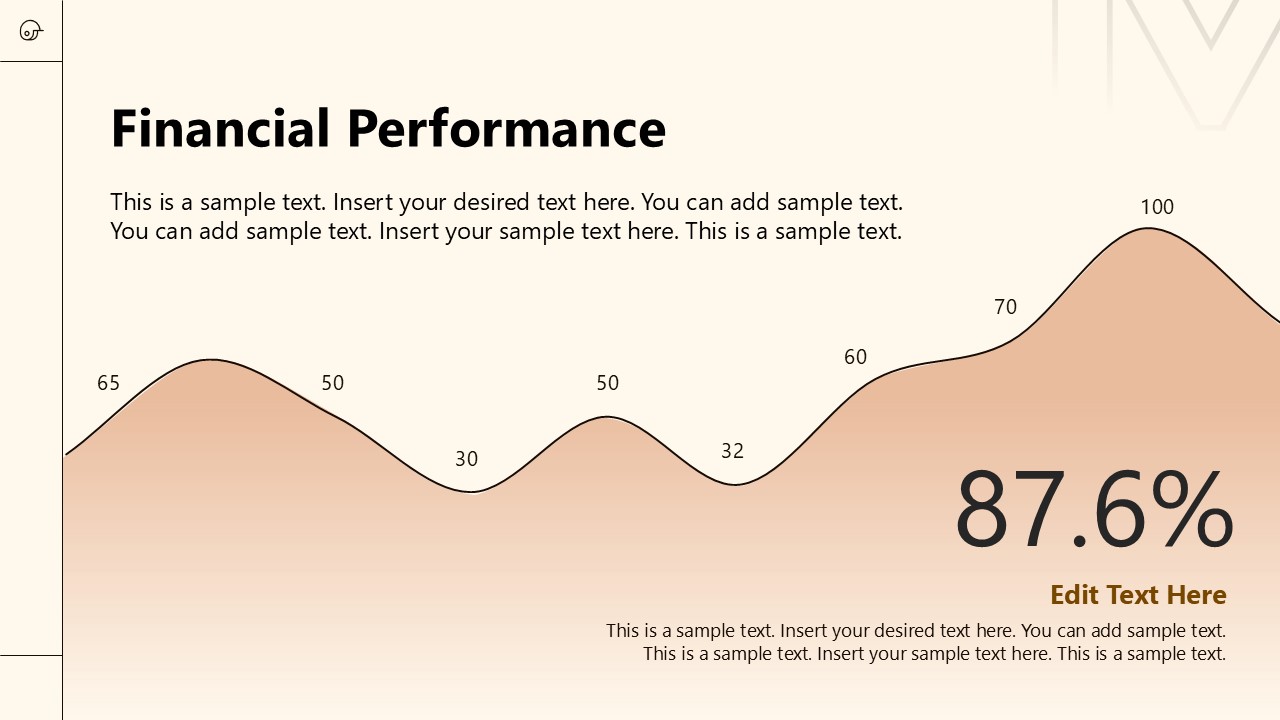 Financial Performance
This is a sample text. Insert your desired text here. You can add sample text.
You can add sample text. Insert your sample text here. This is a sample text.
100
70
60
65
50
50
32
30
87.6%
Edit Text Here
This is a sample text. Insert your desired text here. You can add sample text.
This is a sample text. Insert your sample text here. This is a sample text.